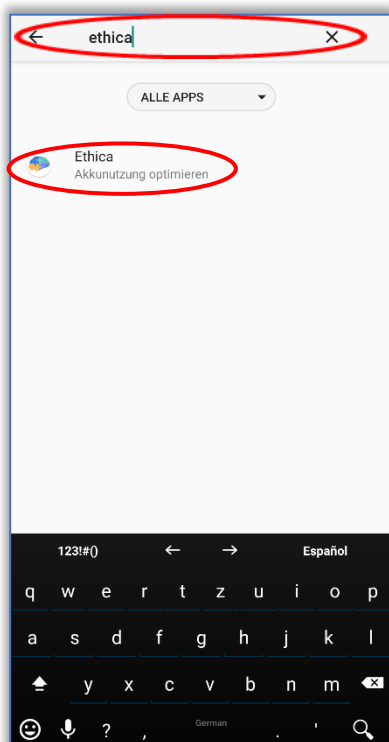 ethica
ALLE APPS
Ethica
Akkunutzung optimieren
123!#() ← → Español
q w e r t z u i o p
a s d f g h j k l
y x c v b n m
? , German . '